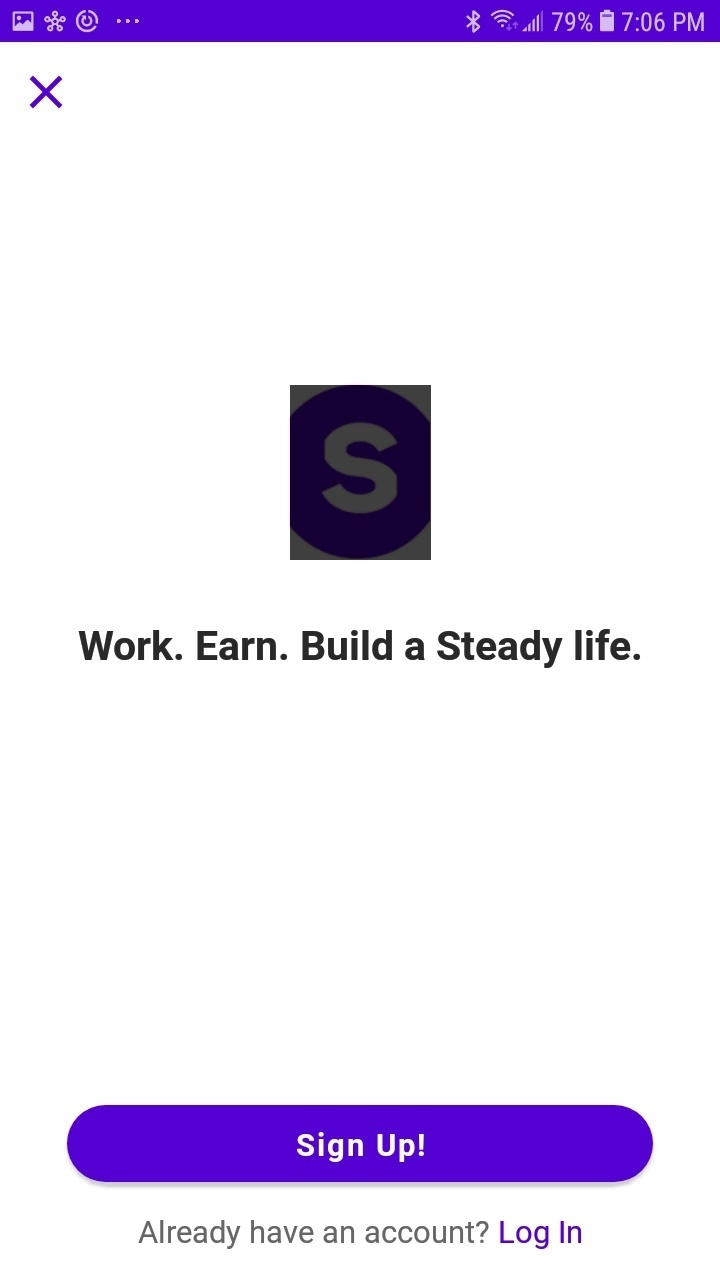 79% 7:06 PM
S
Work. Earn. Build a Steady life.
Sign Up!
Already have an account? Log In